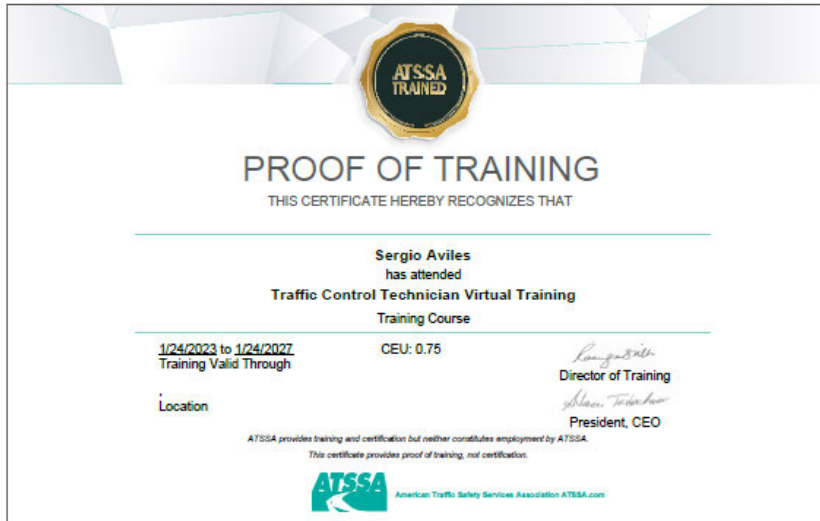 ATSSA
TRAINED
PROOF OF TRAINING
THIS CERTIFICATE HEREBY RECOGNIZES THAT
Sergio Aviles
has attended
Traffic Control Technician Virtual Training
Training Course
1/24/2023 to 1/24/2027
Training Valid Through
CEU: 0.75
Director of Training
.
Location
President, CEO
ATSSA provides training and certification but neither constitutes employment by ATSSA.
This certificate provides proof of training, not certification.
ATSSA
American Traffic Safety Services Association ATSSA.com